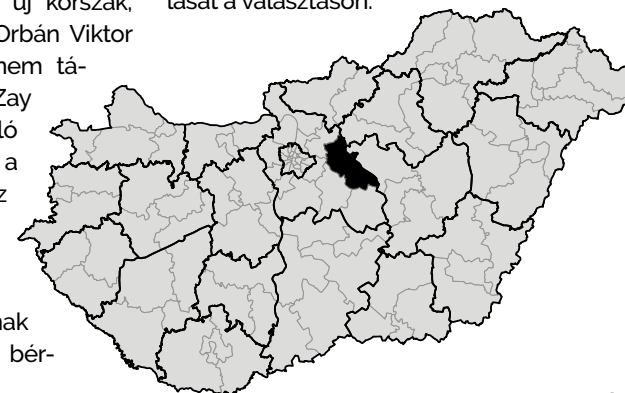 új korszak,
Orbán Viktor
nem tá-
Zay
ló
a
z
nak
bér-
tását a választáson.